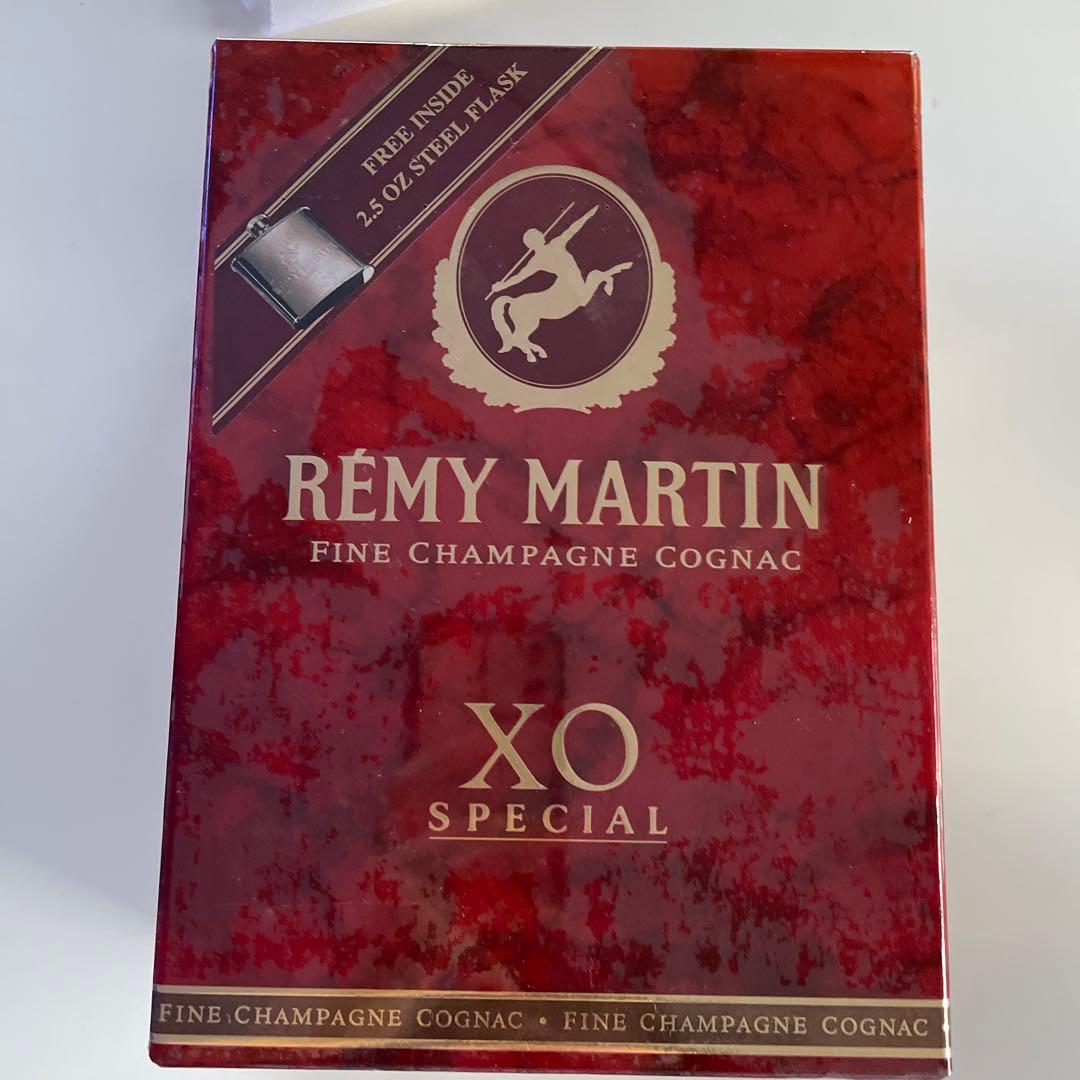 FREE INSIDE
2.5 OZ STEEL FLASK
RÉMY MARTIN
FINE CHAMPAGNE COGNAC
XO
SPECIAL
FINE CHAMPAGNE COGNAC • FINE CHAMPAGNE COGNAC